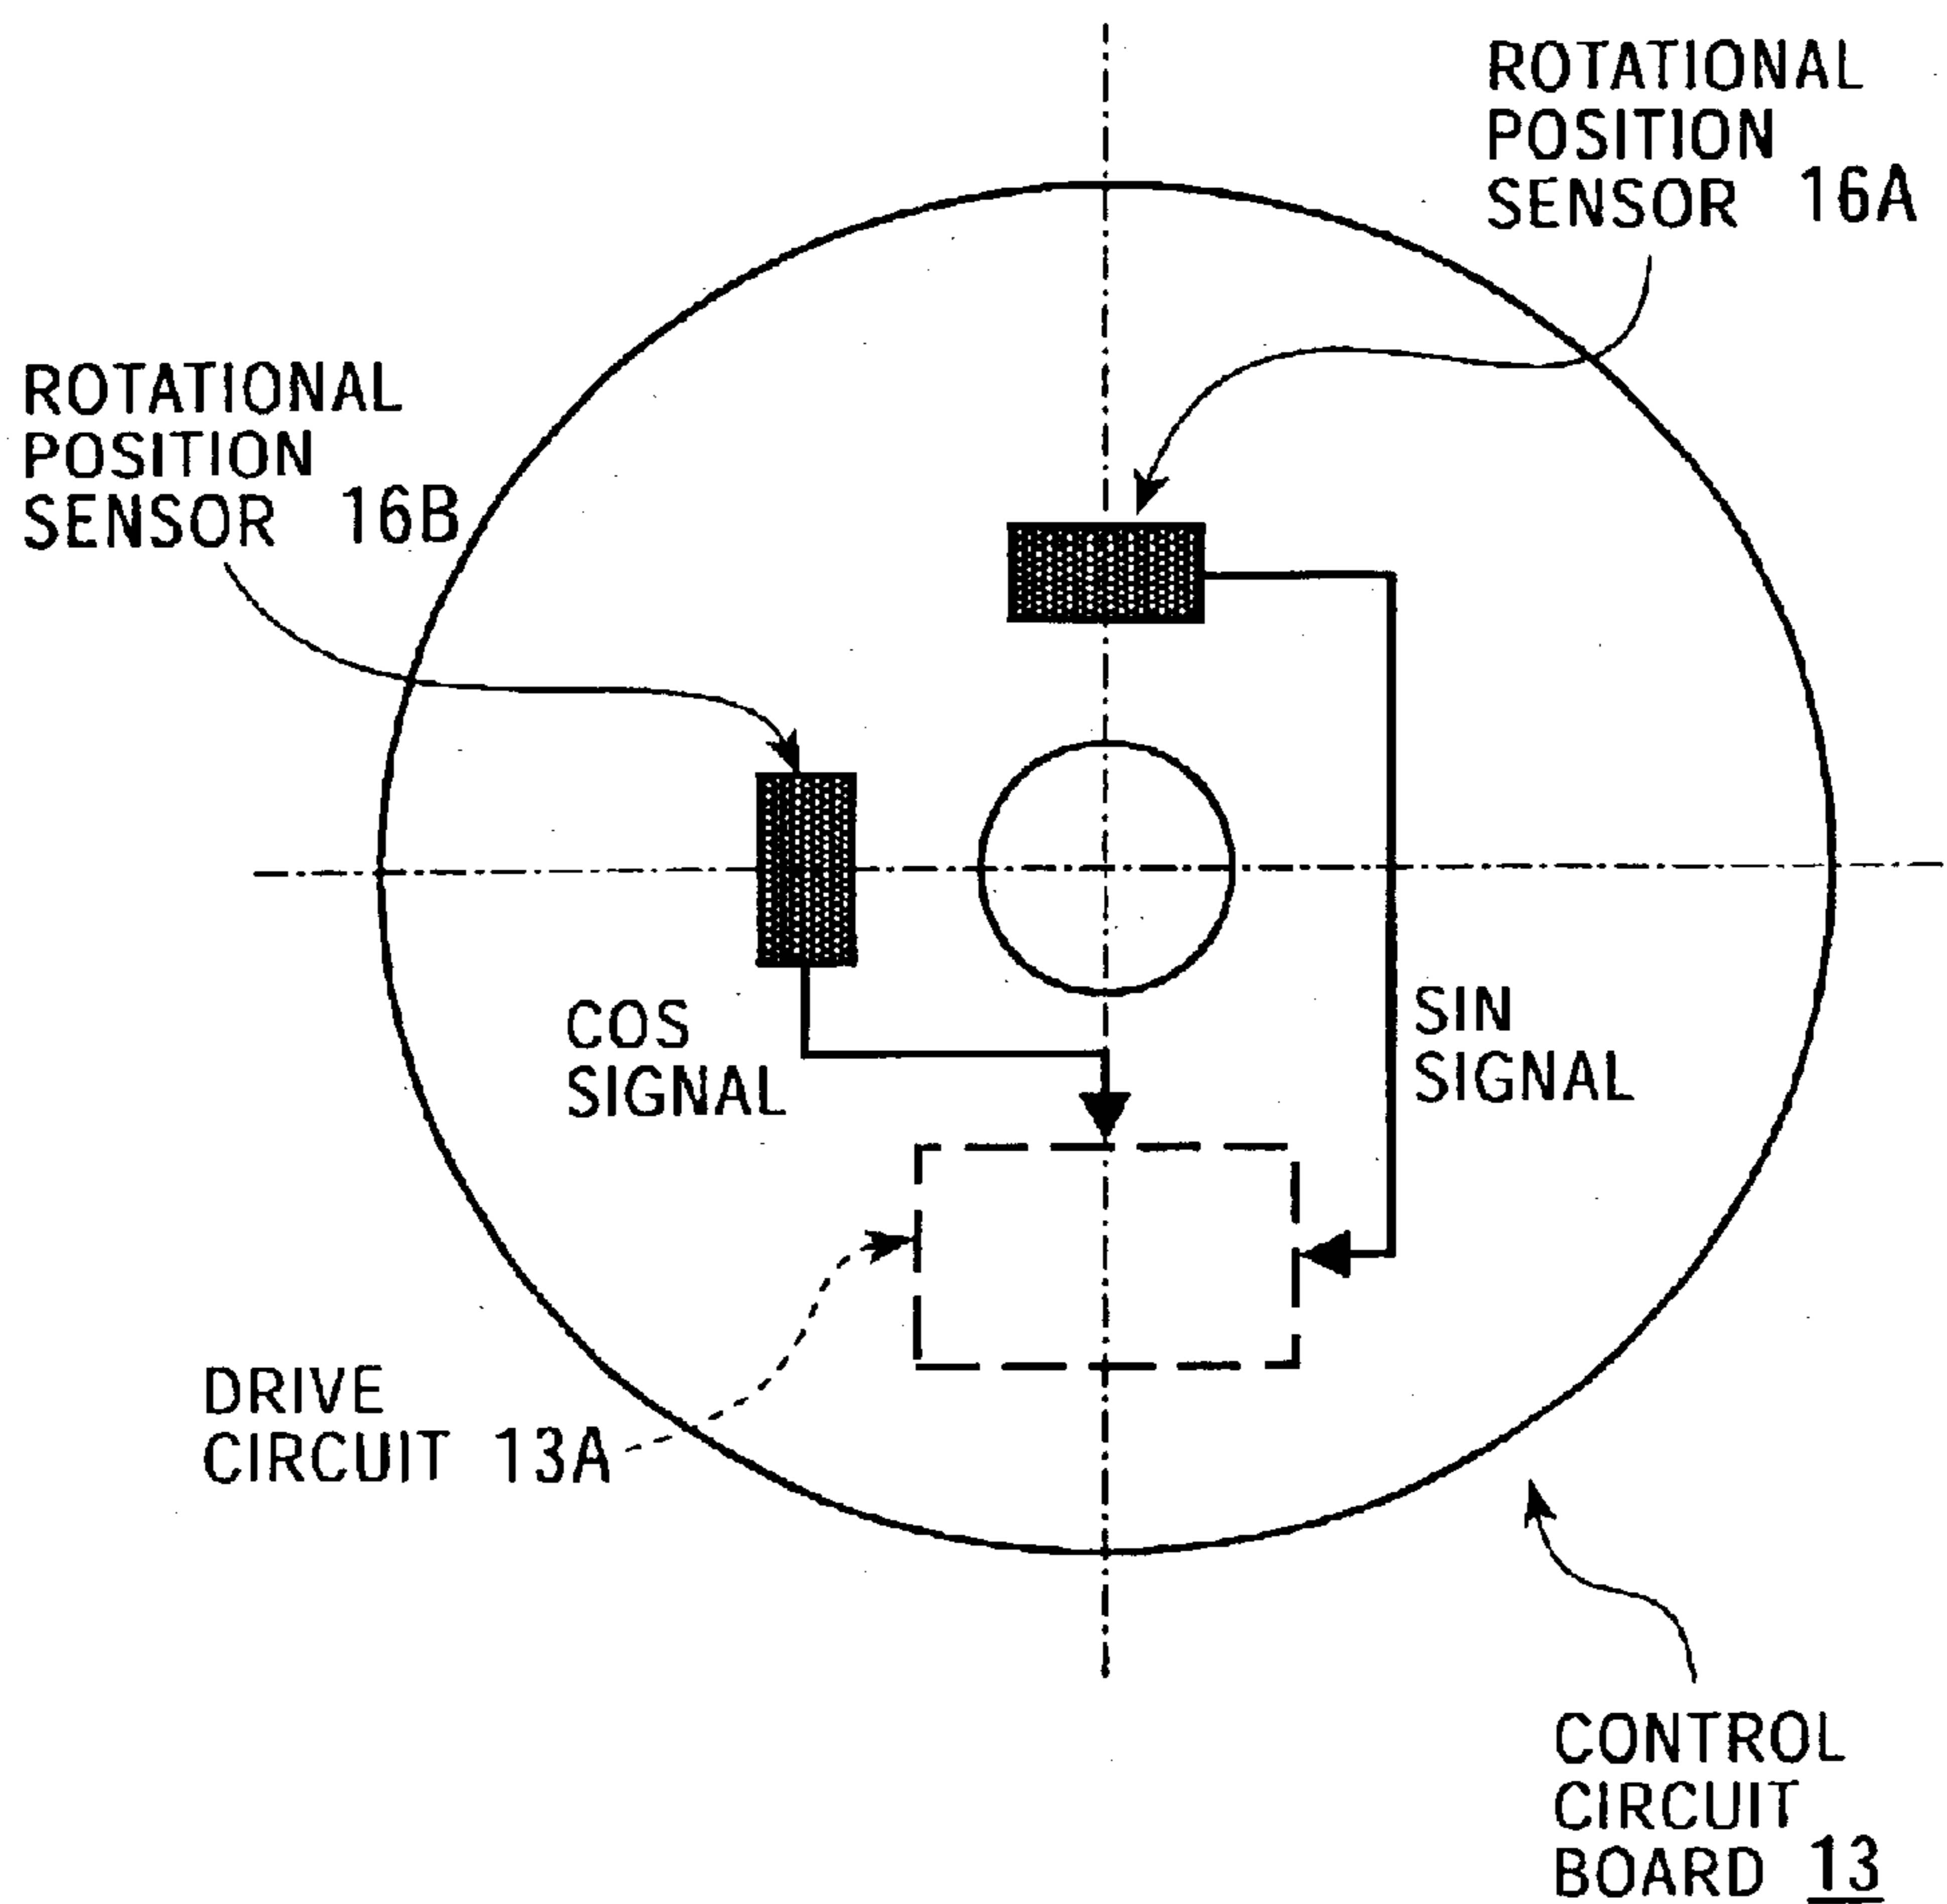 ROTATIONAL
POSITION
SENSOR 16A
ROTATIONAL
POSITION
SENSOR 16B
COS
SIGNAL
SIN
SIGNAL
DRIVE
CIRCUIT 13A
CONTROL
CIRCUIT
BOARD 13